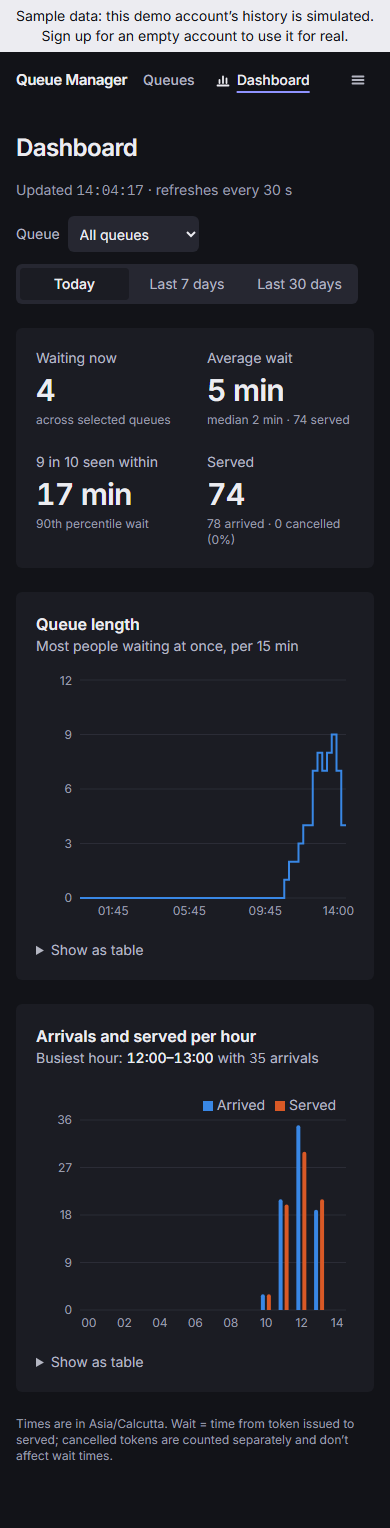 Sample data: this demo account’s history is simulated.
Sign up for an empty account to use it for real.
Queue Manager Queues Dashboard
Dashboard
Updated 14:04:17 · refreshes every 30 s
Queue All queues
Today Last 7 days Last 30 days
Waiting now
4
across selected queues
Average wait
5 min
median 2 min · 74 served
9 in 10 seen within
17 min
90th percentile wait
Served
74
78 arrived · 0 cancelled
(0%)
Queue length
Most people waiting at once, per 15 min
12
9
6
3
0
01:45 05:45 09:45 14:00
Show as table
Arrivals and served per hour
Busiest hour: 12:00–13:00 with 35 arrivals
Arrived Served
36
27
18
9
0
00 02 04 06 08 10 12 14
Show as table
Times are in Asia/Calcutta. Wait = time from token issued to
served; cancelled tokens are counted separately and don’t
affect wait times.